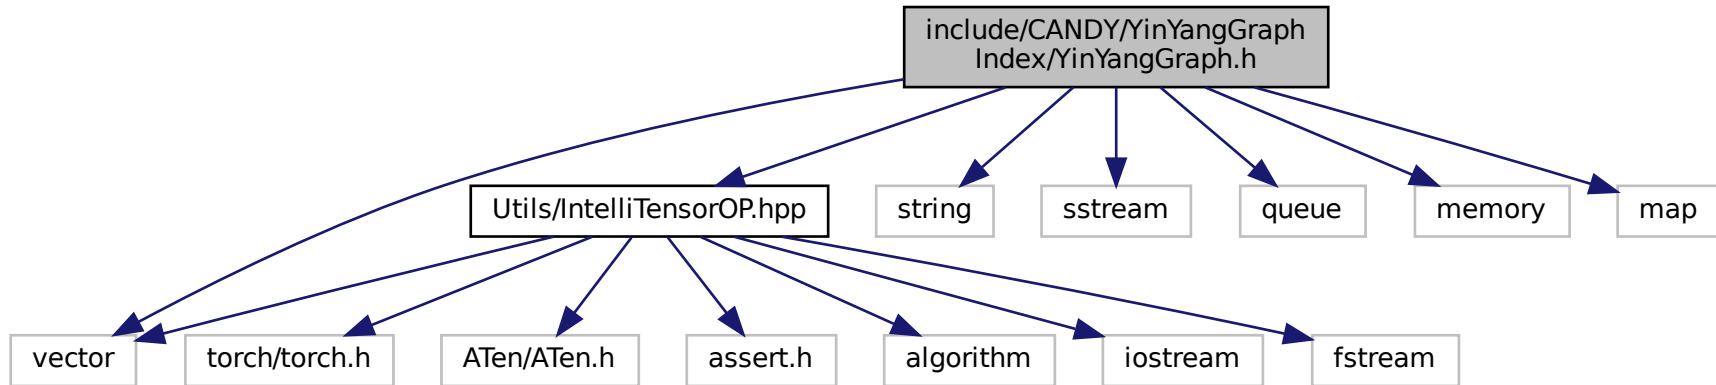 include/CANDY/YinYangGraph
Index/YinYangGraph.h
Utils/IntelliTensorOP.hpp
string
sstream
queue
memory
map
vector
torch/torch.h
ATen/ATen.h
assert.h
algorithm
iostream
fstream